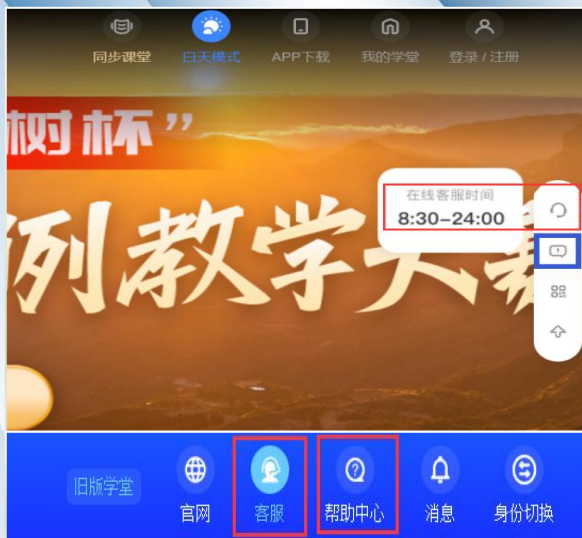 同步课堂
白天模式
APP下载
我的学堂
登录 / 注册
树杯”
在线客服时间
8:30–24:00
例教学大赛
旧版学堂
官网
客服
帮助中心
消息
身份切换